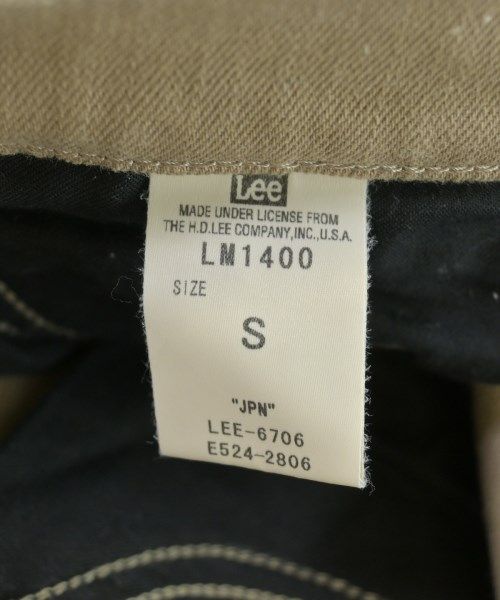 Lee
MADE UNDER LICENSE FROM
THE H.D.LEE COMPANY,INC.,U.S.A.
LM1400
SIZE
S
"JPN"
LEE-6706
E524-2806